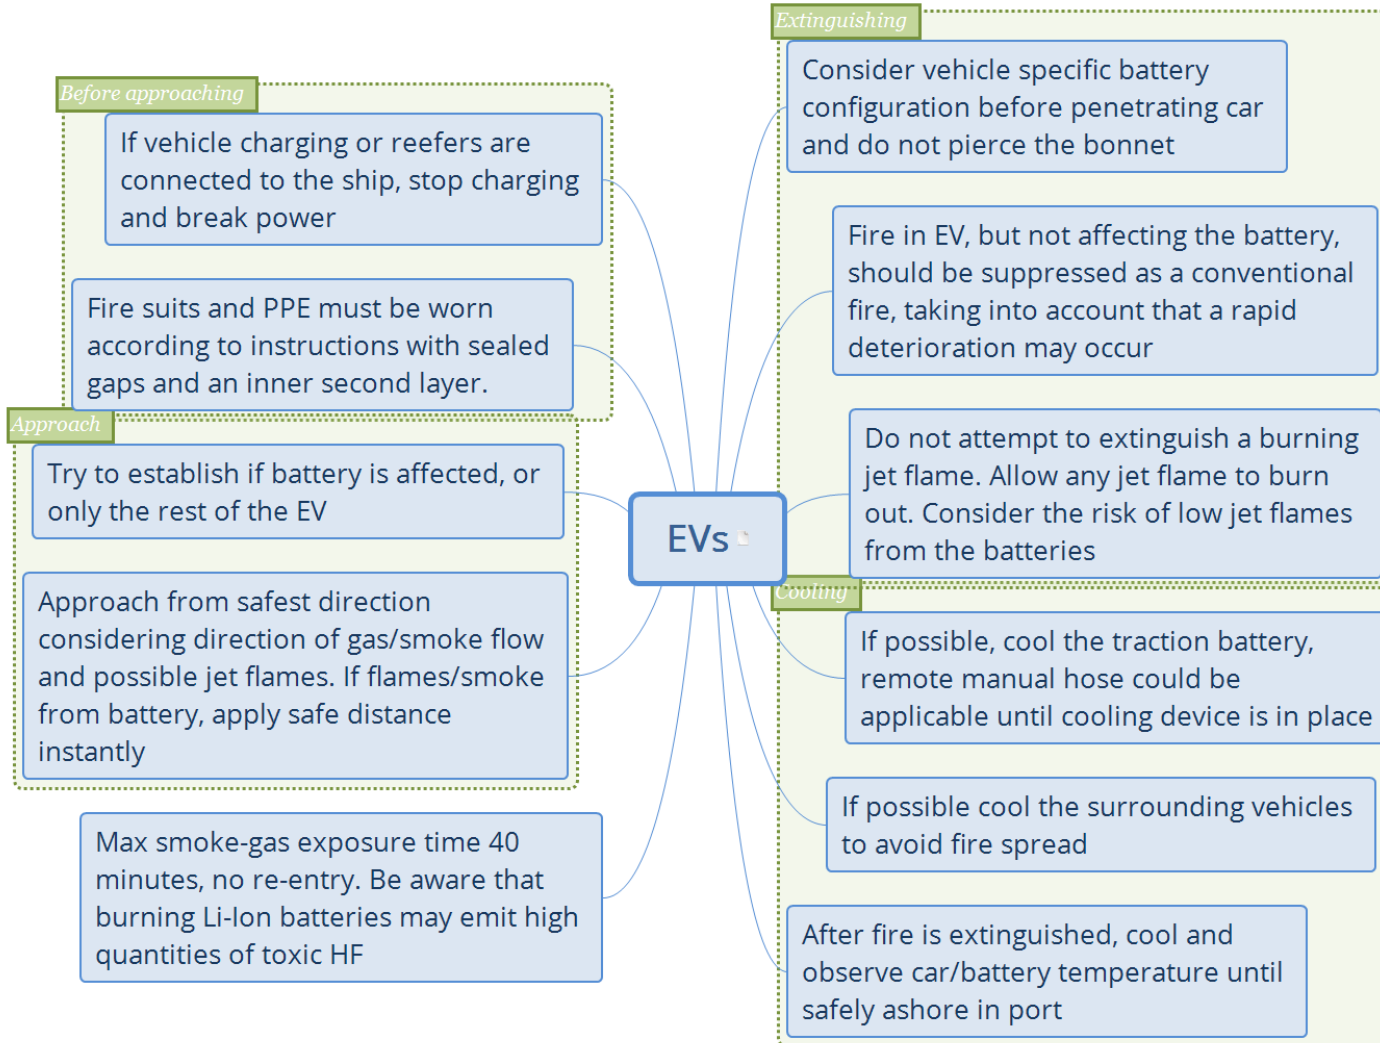 Before approaching
If vehicle charging or reefers are
connected to the ship, stop charging
and break power
Fire suits and PPE must be worn
according to instructions with sealed
gaps and an inner second layer.
Approach
Try to establish if battery is affected, or
only the rest of the EV
Approach from safest direction
considering direction of gas/smoke flow
and possible jet flames. If flames/smoke
from battery, apply safe distance
instantly
Max smoke-gas exposure time 40
minutes, no re-entry. Be aware that
burning Li-Ion batteries may emit high
quantities of toxic HF
EVs
Extinguishing
Consider vehicle specific battery
configuration before penetrating car
and do not pierce the bonnet
Fire in EV, but not affecting the battery,
should be suppressed as a conventional
fire, taking into account that a rapid
deterioration may occur
Do not attempt to extinguish a burning
jet flame. Allow any jet flame to burn
out. Consider the risk of low jet flames
from the batteries
Cooling
If possible, cool the traction battery,
remote manual hose could be
applicable until cooling device is in place
If possible cool the surrounding vehicles
to avoid fire spread
After fire is extinguished, cool and
observe car/battery temperature until
safely ashore in port